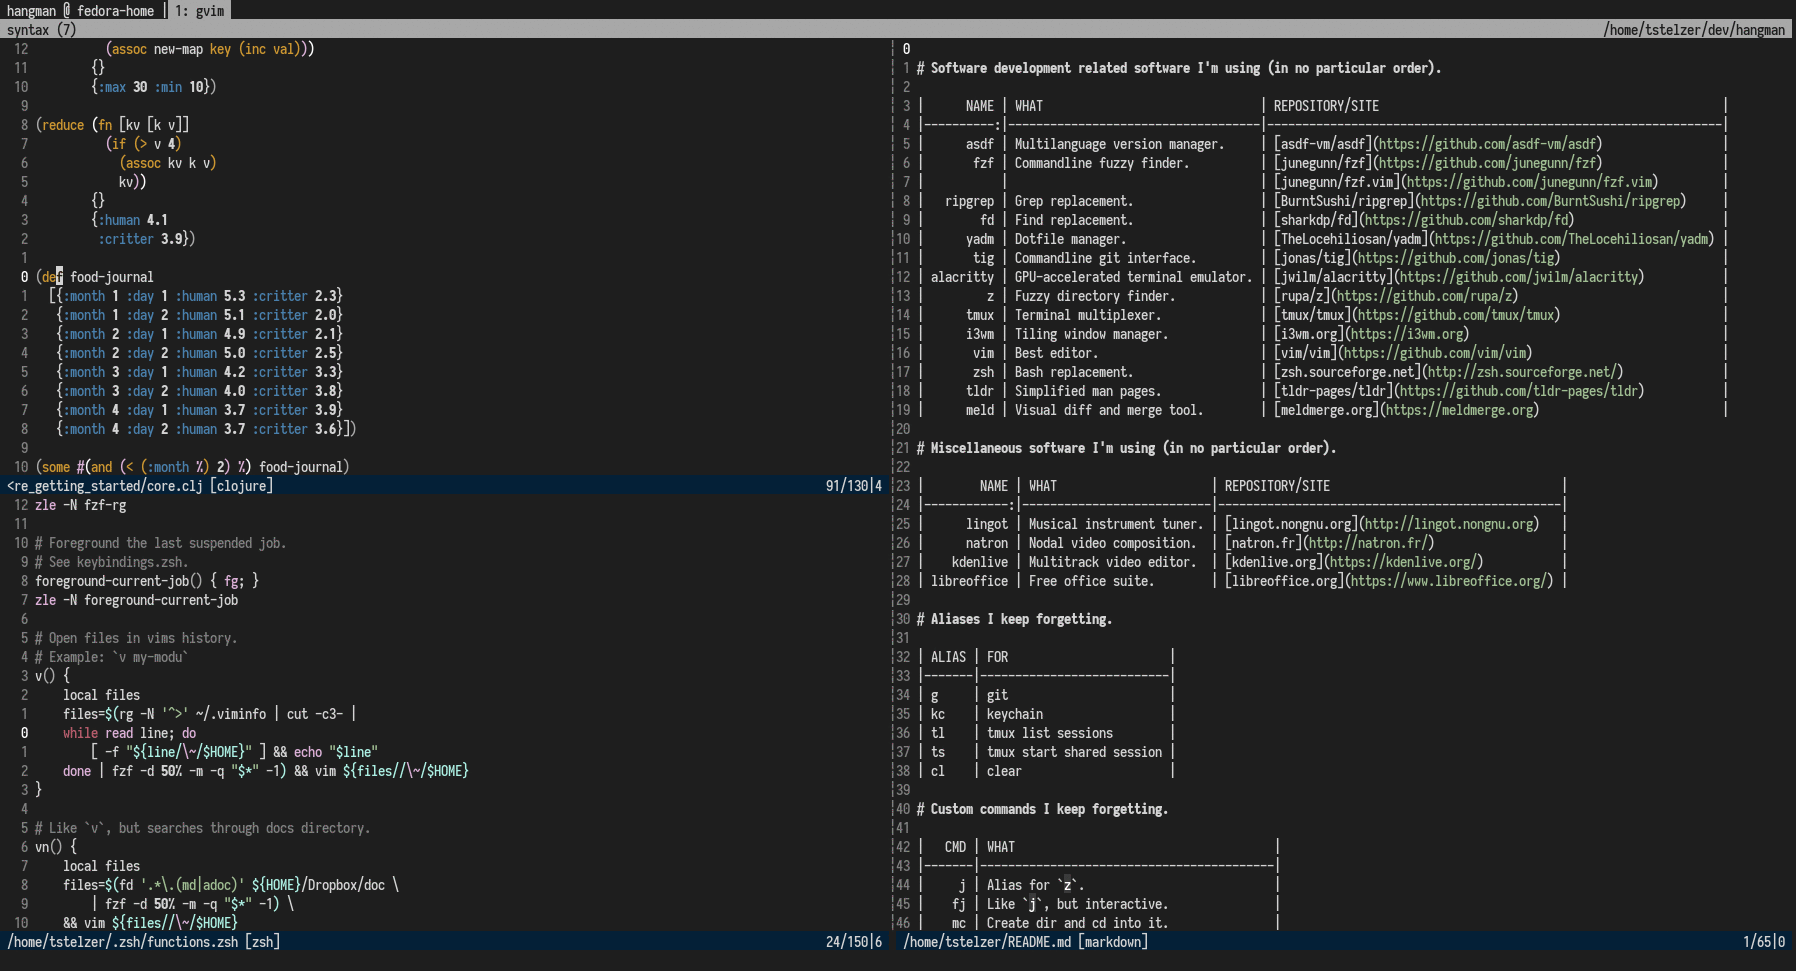 hangman @ fedora-home | 1: gvim
syntax (7) /home/tstelzer/dev/hangman
12 (assoc new-map key (inc val)))
11 {}
10 {:max 30 :min 10})
9
8 (reduce (fn [kv [k v]]
7 (if (> v 4)
6 (assoc kv k v)
5 kv))
4 {}
3 {:human 4.1
2 :critter 3.9})
1
0 (def food-journal
1 [{:month 1 :day 1 :human 5.3 :critter 2.3}
2 {:month 1 :day 2 :human 5.1 :critter 2.0}
3 {:month 2 :day 1 :human 4.9 :critter 2.1}
4 {:month 2 :day 2 :human 5.0 :critter 2.5}
5 {:month 3 :day 1 :human 4.2 :critter 3.3}
6 {:month 3 :day 2 :human 4.0 :critter 3.8}
7 {:month 4 :day 1 :human 3.7 :critter 3.9}
8 {:month 4 :day 2 :human 3.7 :critter 3.6}])
9
10 (some #(and (< (:month %) 2) %) food-journal)
<re_getting_started/core.clj [clojure] 91/130|4
12 zle -N fzf-rg
11
10 # Foreground the last suspended job.
9 # See keybindings.zsh.
8 foreground-current-job() { fg; }
7 zle -N foreground-current-job
6
5 # Open files in vims history.
4 # Example: `v my-modu`
3 v() {
2 local files
1 files=$(rg -N '^>' ~/.viminfo | cut -c3- |
0 while read line; do
1 [ -f "${line/\~/$HOME}" ] && echo "$line"
2 done | fzf -d 50% -m -q "$*" -1) && vim ${files//\~/$HOME}
3 }
4
5 # Like `v`, but searches through docs directory.
6 vn() {
7 local files
8 files=$(fd '.*\.(md|adoc)' ${HOME}/Dropbox/doc \
9 | fzf -d 50% -m -q "$*" -1) \
10 && vim ${files//\~/$HOME}
/home/tstelzer/.zsh/functions.zsh [zsh] 24/150|6
0
1 # Software development related software I'm using (in no particular order).
2
3 | NAME | WHAT | REPOSITORY/SITE |
4 |----------:|------------------------------------|-----------------------------------------------------------------|
5 | asdf | Multilanguage version manager. | [asdf-vm/asdf](https://github.com/asdf-vm/asdf) |
6 | fzf | Commandline fuzzy finder. | [junegunn/fzf](https://github.com/junegunn/fzf) |
7 | | | [junegunn/fzf.vim](https://github.com/junegunn/fzf.vim) |
8 | ripgrep | Grep replacement. | [BurntSushi/ripgrep](https://github.com/BurntSushi/ripgrep) |
9 | fd | Find replacement. | [sharkdp/fd](https://github.com/sharkdp/fd) |
10 | yadm | Dotfile manager. | [TheLocehiliosan/yadm](https://github.com/TheLocehiliosan/yadm) |
11 | tig | Commandline git interface. | [jonas/tig](https://github.com/jonas/tig) |
12 | alacritty | GPU-accelerated terminal emulator. | [jwilm/alacritty](https://github.com/jwilm/alacritty) |
13 | z | Fuzzy directory finder. | [rupa/z](https://github.com/rupa/z) |
14 | tmux | Terminal multiplexer. | [tmux/tmux](https://github.com/tmux/tmux) |
15 | i3wm | Tiling window manager. | [i3wm.org](https://i3wm.org) |
16 | vim | Best editor. | [vim/vim](https://github.com/vim/vim) |
17 | zsh | Bash replacement. | [zsh.sourceforge.net](http://zsh.sourceforge.net/) |
18 | tldr | Simplified man pages. | [tldr-pages/tldr](https://github.com/tldr-pages/tldr) |
19 | meld | Visual diff and merge tool. | [meldmerge.org](https://meldmerge.org) |
20
21 # Miscellaneous software I'm using (in no particular order).
22
23 | NAME | WHAT | REPOSITORY/SITE |
24 |------------:|---------------------------|------------------------------------------------|
25 | lingot | Musical instrument tuner. | [lingot.nongnu.org](http://lingot.nongnu.org) |
26 | natron | Nodal video composition. | [natron.fr](http://natron.fr/) |
27 | kdenlive | Multitrack video editor. | [kdenlive.org](https://kdenlive.org/) |
28 | libreoffice | Free office suite. | [libreoffice.org](https://www.libreoffice.org/) |
29
30 # Aliases I keep forgetting.
31
32 | ALIAS | FOR |
33 |-------|---------------------------|
34 | g | git |
35 | kc | keychain |
36 | tl | tmux list sessions |
37 | ts | tmux start shared session |
38 | cl | clear |
39
40 # Custom commands I keep forgetting.
41
42 | CMD | WHAT |
43 |-------|------------------------------------------|
44 | j | Alias for `z`. |
45 | fj | Like `j`, but interactive. |
46 | mc | Create dir and cd into it. |
/home/tstelzer/README.md [markdown] 1/65|0